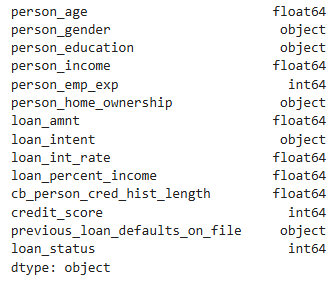 person_age float64
person_gender object
person_education object
person_income float64
person_emp_exp int64
person_home_ownership object
loan_amnt float64
loan_intent object
loan_int_rate float64
loan_percent_income float64
cb_person_cred_hist_length float64
credit_score int64
previous_loan_defaults_on_file object
loan_status int64
dtype: object